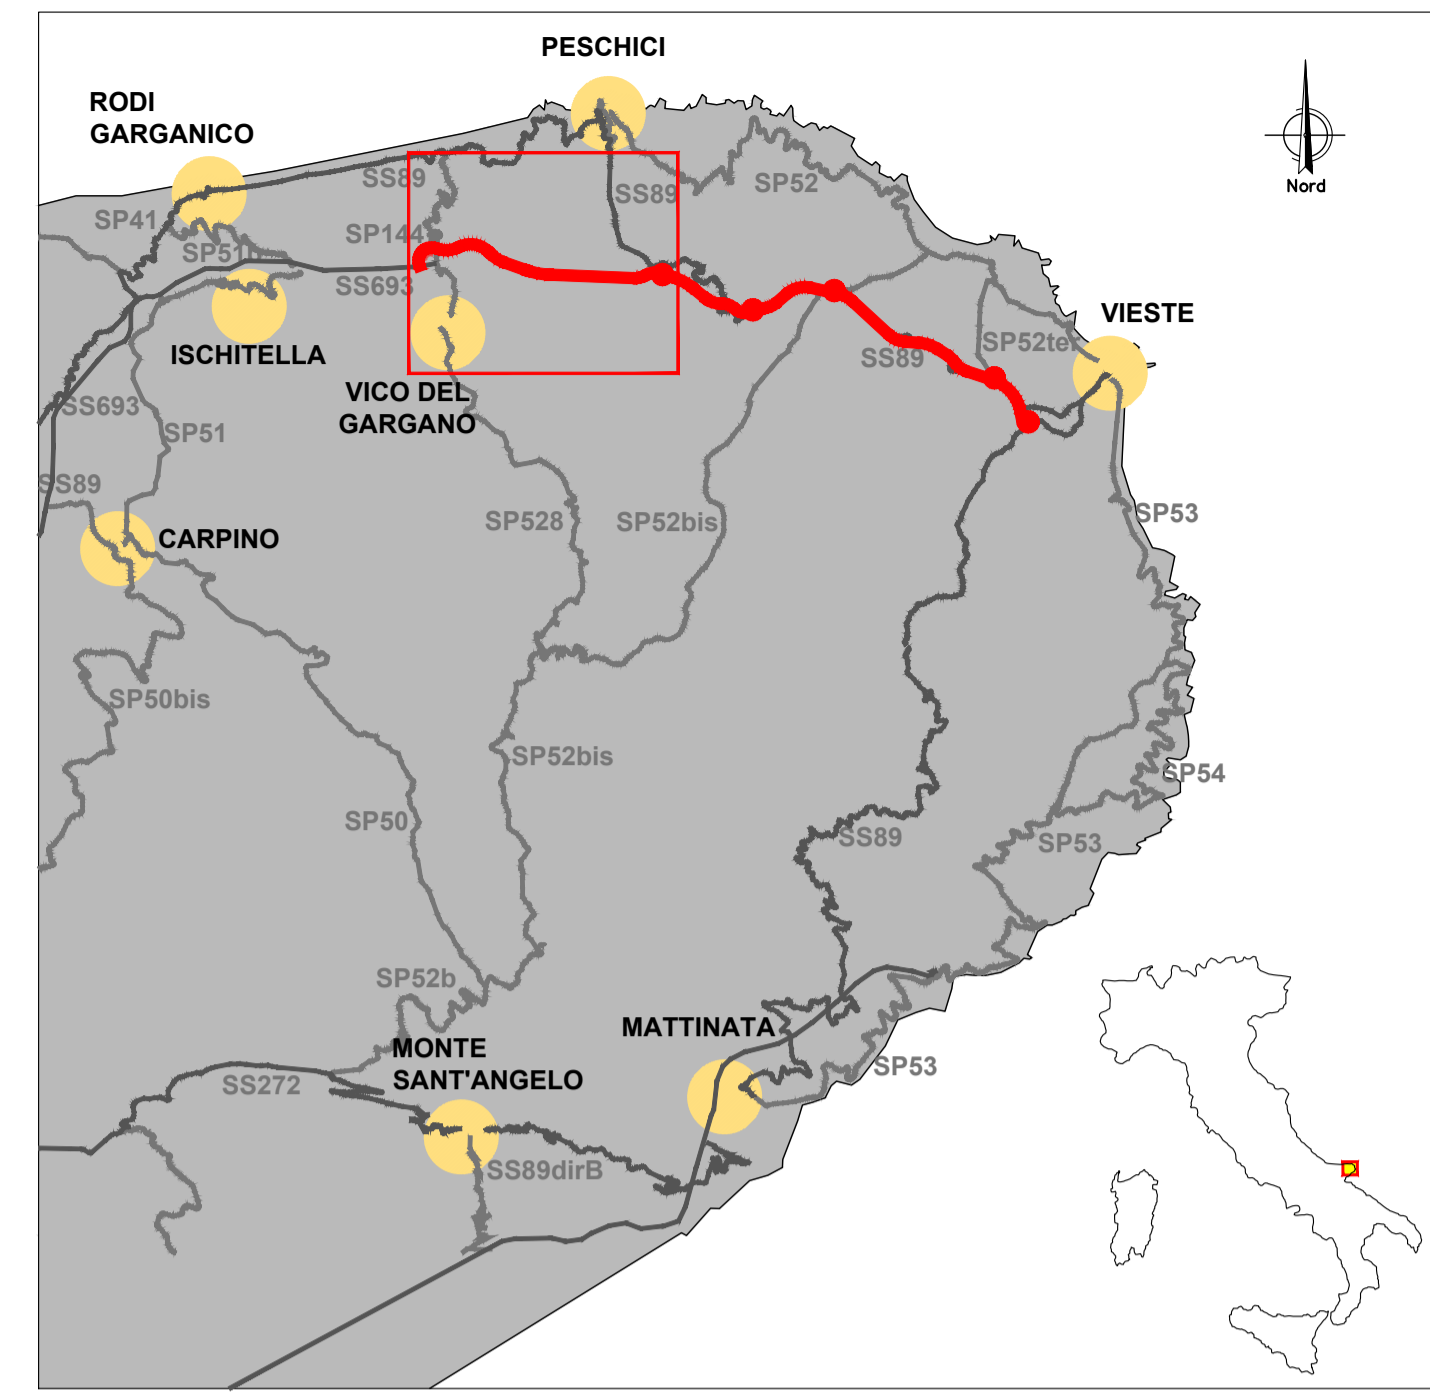 PESCHICI
RODI
GARGANICO
Nord
SS89
SP52
SS89
SP41
SP144
SP51
SS693
VIESTE
ISCHITELLA
SP52ter
SS89
VICO DEL
GARGANO
SS693
SP51
SS89
SP528
SP52bis
SP53
CARPINO
SP50bis
SP52bis
SP54
SP50
SS89
SP53
SP52b
MATTINATA
MONTE
SANT'ANGELO
SP53
SS272
SS89dirB